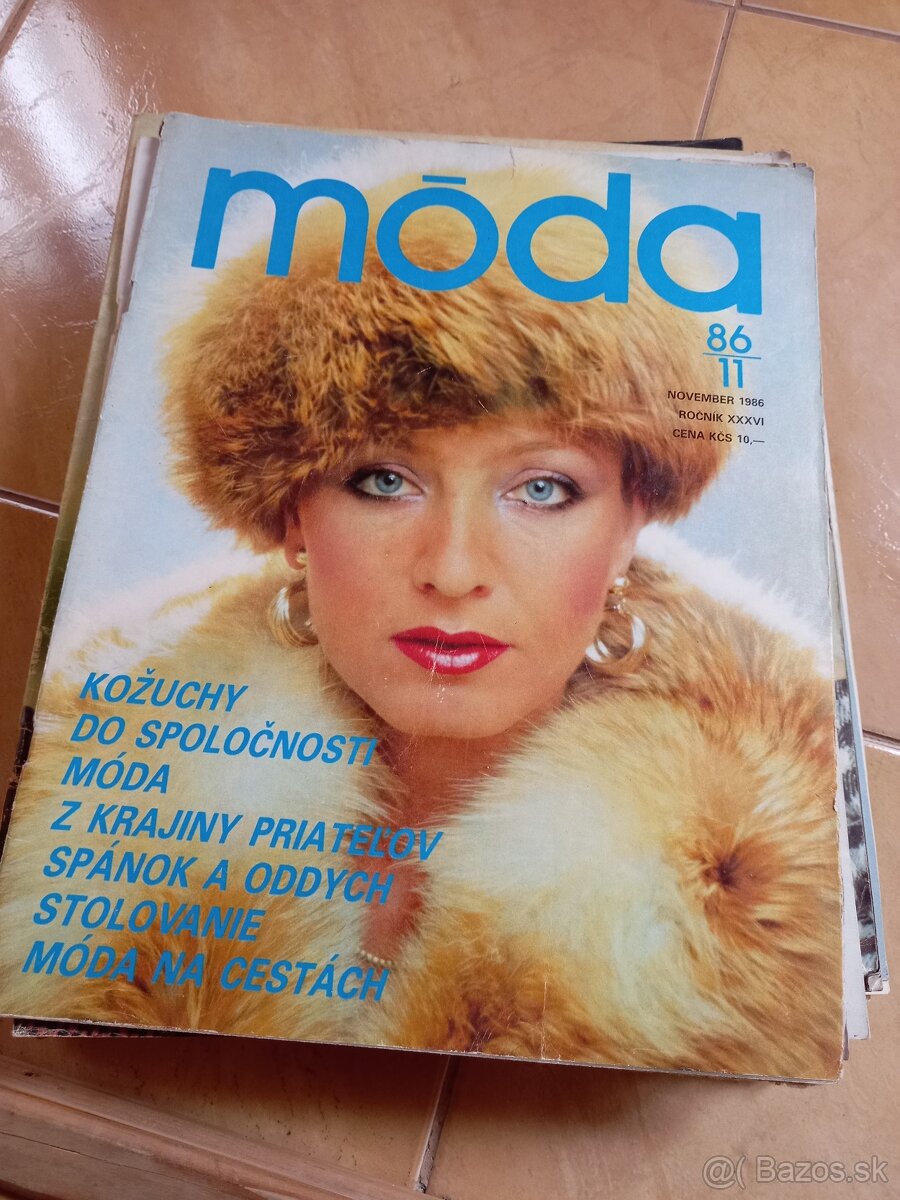 mōda
86
11
NOVEMBER 1986
ROČNÍK XXXVI
CENA KČS 10,—
KOŽUCHY
DO SPOLOČNOSTI
MÓDA
Z KRAJINY PRIATEĽOV
SPÁNOK A ODDYCH
STOLOVANIE
MÓDA NA CESTÁCH
@( Bazos.sk